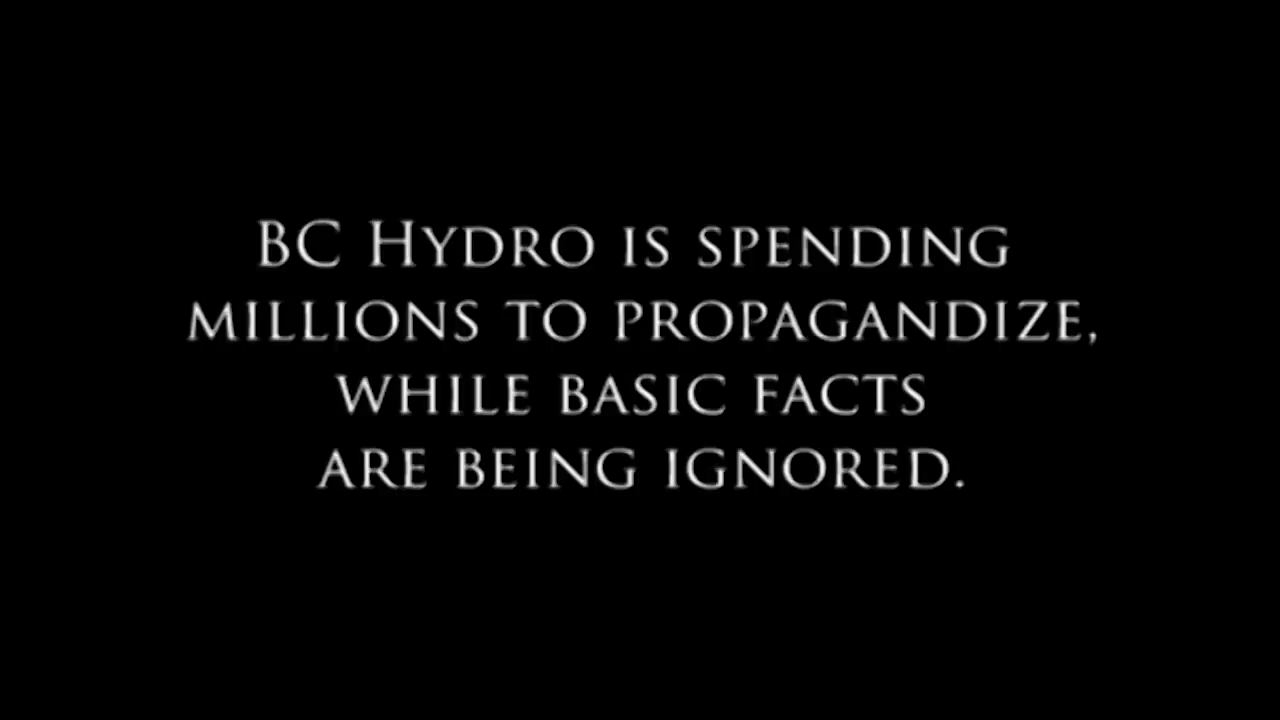 BC Hydro is spending
millions to propagandize,
while basic facts
are being ignored.